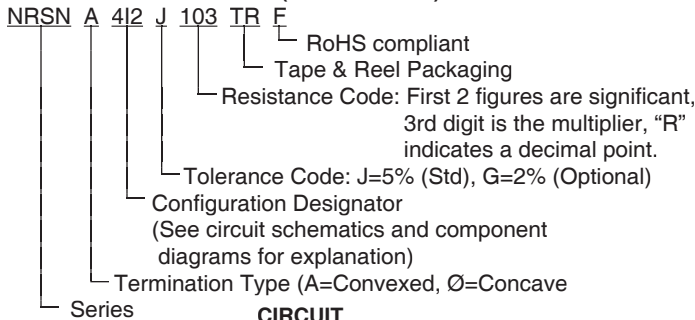 NRSN A 4I2 J 103 TR F
RoHS compliant
Tape & Reel Packaging
Resistance Code: First 2 figures are significant,
3rd digit is the multiplier, “R”
indicates a decimal point.
Tolerance Code: J=5% (Std), G=2% (Optional)
Configuration Designator
(See circuit schematics and component
diagrams for explanation)
Termination Type (A=Convexed, Ø=Concave
Series
CIRCUIT